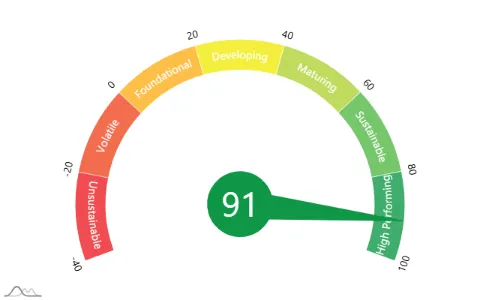 -40
Unsustainable
-20
Volatile
0
Foundational
20
Developing
40
Maturing
60
Sustainable
80
High Performing
100
91